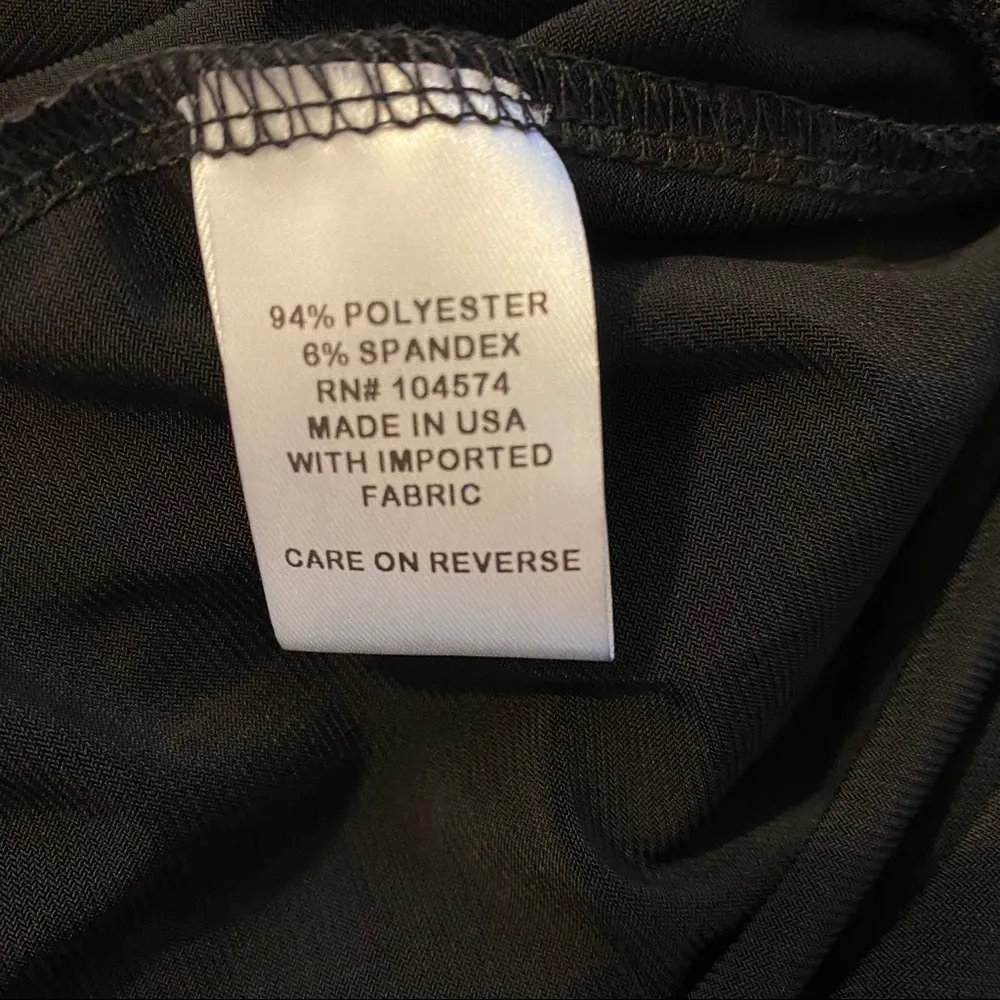 94% POLYESTER
6% SPANDEX
RN# 104574
MADE IN USA
WITH IMPORTED
FABRIC
CARE ON REVERSE